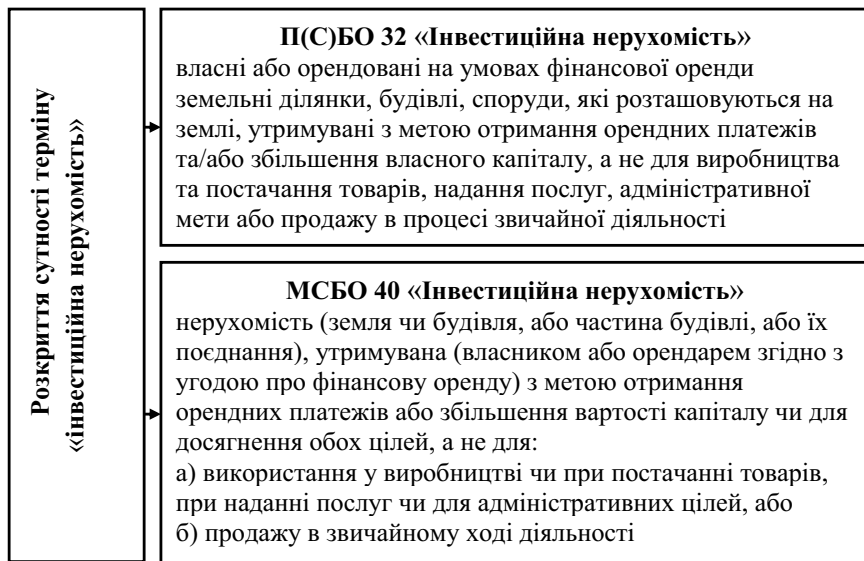 Розкриття сутності терміну
«інвестиційна нерухомість»
П(С)БО 32 «Інвестиційна нерухомість»
власні або орендовані на умовах фінансової оренди
земельні ділянки, будівлі, споруди, які розташовуються на
землі, утримувані з метою отримання орендних платежів
та/або збільшення власного капіталу, а не для виробництва
та постачання товарів, надання послуг, адміністративної
мети або продажу в процесі звичайної діяльності
МСБО 40 «Інвестиційна нерухомість»
нерухомість (земля чи будівля, або частина будівлі, або їх
поєднання), утримувана (власником або орендарем згідно з
угодою про фінансову оренду) з метою отримання
орендних платежів або збільшення вартості капіталу чи для
досягнення обох цілей, а не для:
а) використання у виробництві чи при постачанні товарів,
при наданні послуг чи для адміністративних цілей, або
б) продажу в звичайному ході діяльності